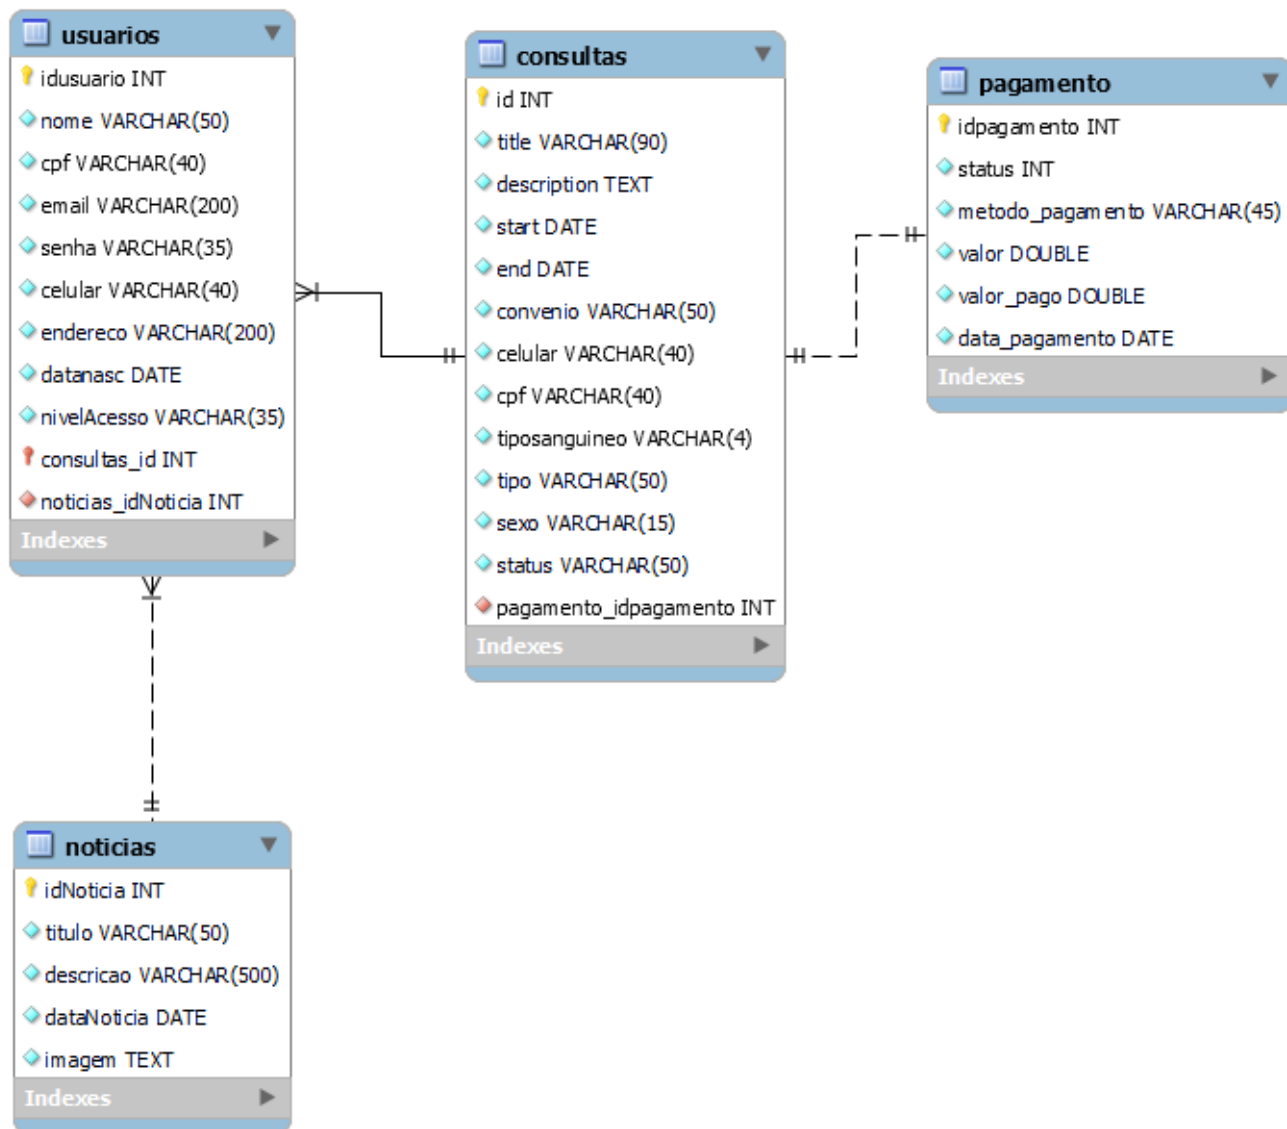 usuarios
idusuario INT
nome VARCHAR(50)
cpf VARCHAR(40)
email VARCHAR(200)
senha VARCHAR(35)
celular VARCHAR(40)
endereco VARCHAR(200)
datanasc DATE
nivelAcesso VARCHAR(35)
consultas_id INT
noticias_idNoticia INT
Indexes
consultas
id INT
title VARCHAR(90)
description TEXT
start DATE
end DATE
convenio VARCHAR(50)
celular VARCHAR(40)
cpf VARCHAR(40)
tiposanguineo VARCHAR(4)
tipo VARCHAR(50)
sexo VARCHAR(15)
status VARCHAR(50)
pagamento_idpagamento INT
Indexes
pagamento
idpagamento INT
status INT
metodo_pagamento VARCHAR(45)
valor DOUBLE
valor_pago DOUBLE
data_pagamento DATE
Indexes
noticias
idNoticia INT
titulo VARCHAR(50)
descricao VARCHAR(500)
dataNoticia DATE
imagem TEXT
Indexes